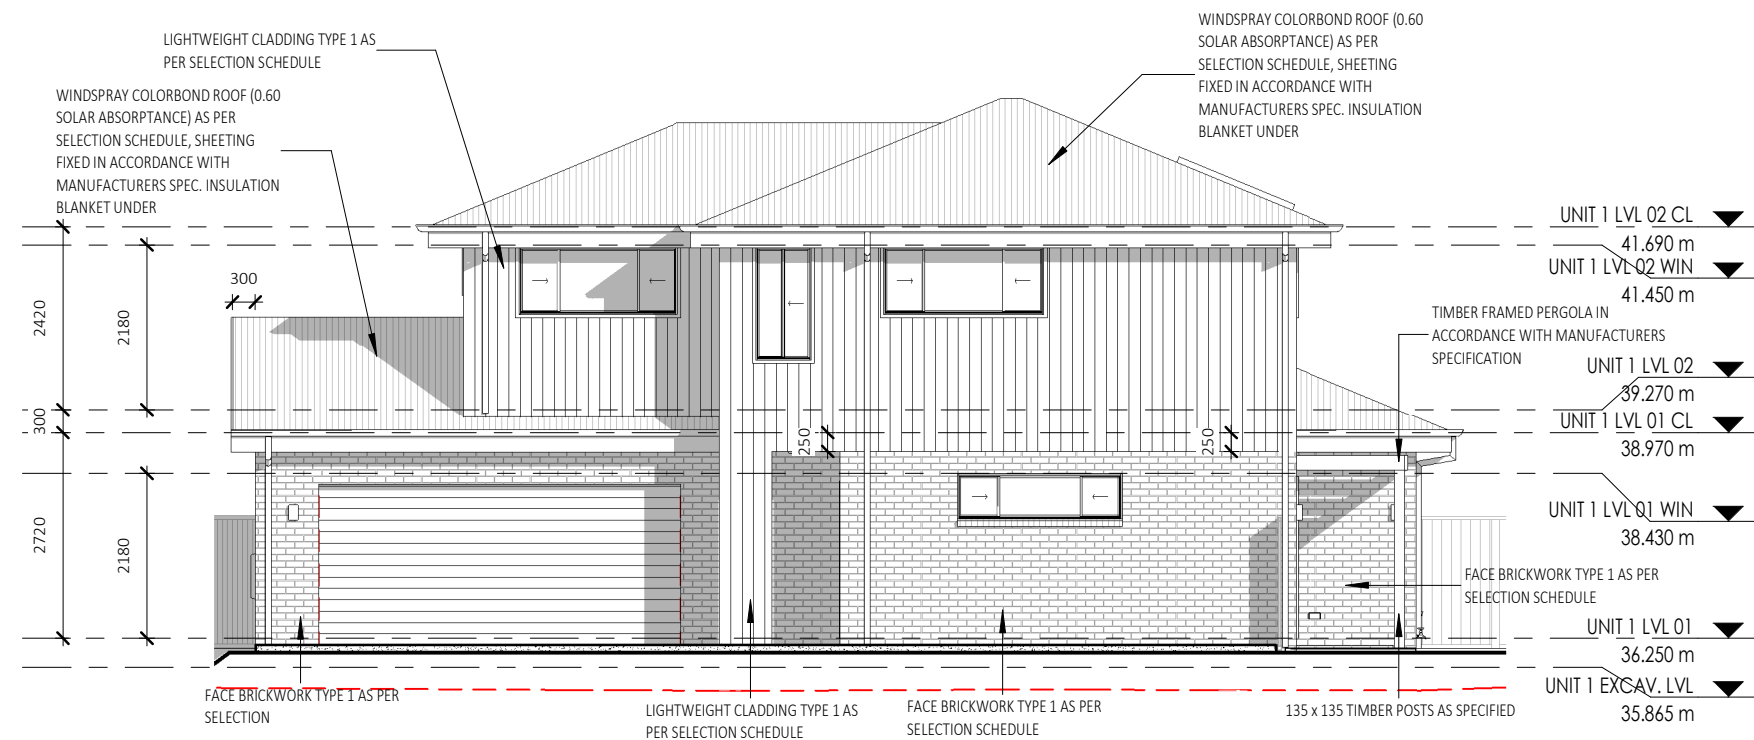 LIGHTWEIGHT CLADDING TYPE 1 AS
PER SELECTION SCHEDULE
WINDSPRAY COLORBOND ROOF (0.60
SOLAR ABSORPTANCE) AS PER
SELECTION SCHEDULE, SHEETING
FIXED IN ACCORDANCE WITH
MANUFACTURERS SPEC. INSULATION
BLANKET UNDER
WINDSPRAY COLORBOND ROOF (0.60
SOLAR ABSORPTANCE) AS PER
SELECTION SCHEDULE, SHEETING
FIXED IN ACCORDANCE WITH
MANUFACTURERS SPEC. INSULATION
BLANKET UNDER
UNIT 1 LVL 02 CL
41.690 m
UNIT 1 LVL 02 WIN
41.450 m
300
2420
2180
TIMBER FRAMED PERGOLA IN
ACCORDANCE WITH MANUFACTURERS
SPECIFICATION
UNIT 1 LVL 02
39.270 m
UNIT 1 LVL 01 CL
38.970 m
300
250
250
UNIT 1 LVL 01 WIN
38.430 m
2720
2180
FACE BRICKWORK TYPE 1 AS PER
SELECTION SCHEDULE
UNIT 1 LVL 01
36.250 m
UNIT 1 EXCAV. LVL
35.865 m
FACE BRICKWORK TYPE 1 AS PER
SELECTION
LIGHTWEIGHT CLADDING TYPE 1 AS
PER SELECTION SCHEDULE
FACE BRICKWORK TYPE 1 AS PER
SELECTION SCHEDULE
135 x 135 TIMBER POSTS AS SPECIFIED